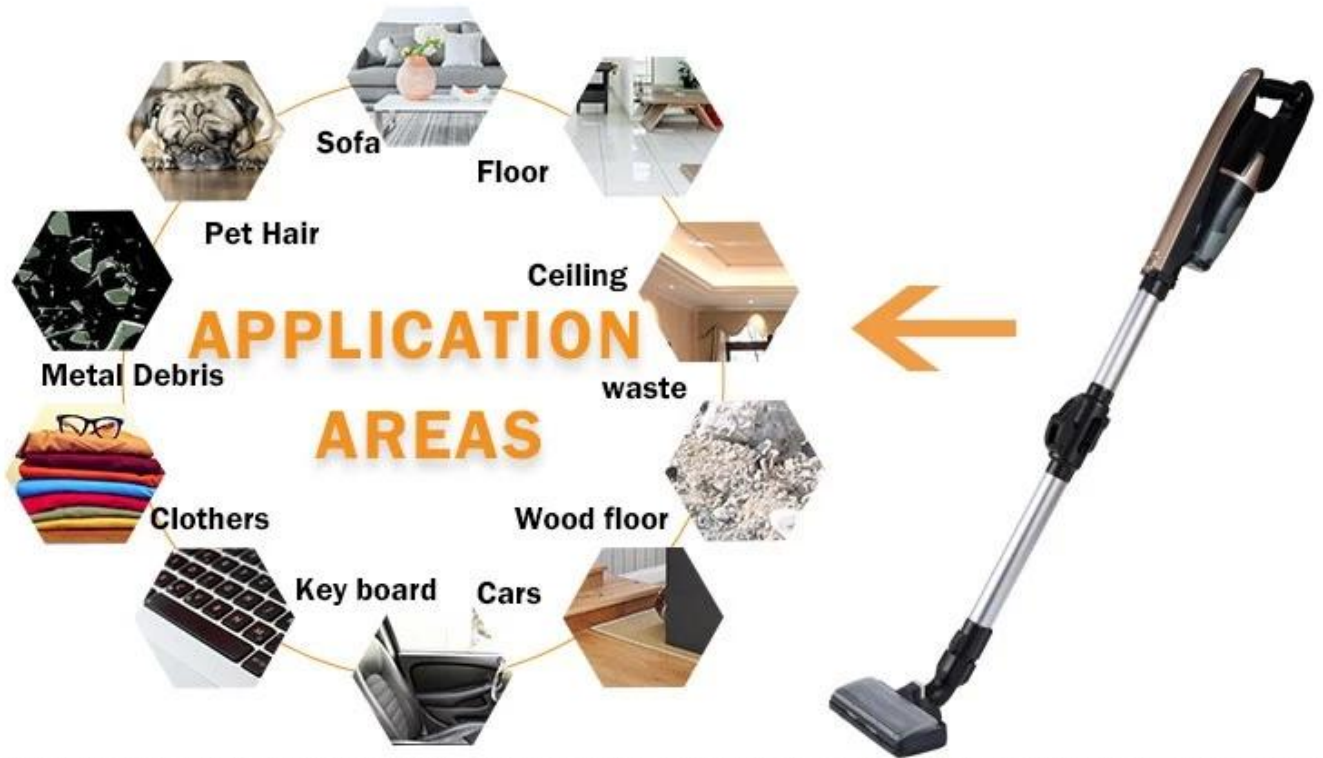 Sofa
Floor
Pet Hair
Ceiling
APPLICATION
Metal Debris
waste
AREAS
Clothers
Wood floor
Key board
Cars